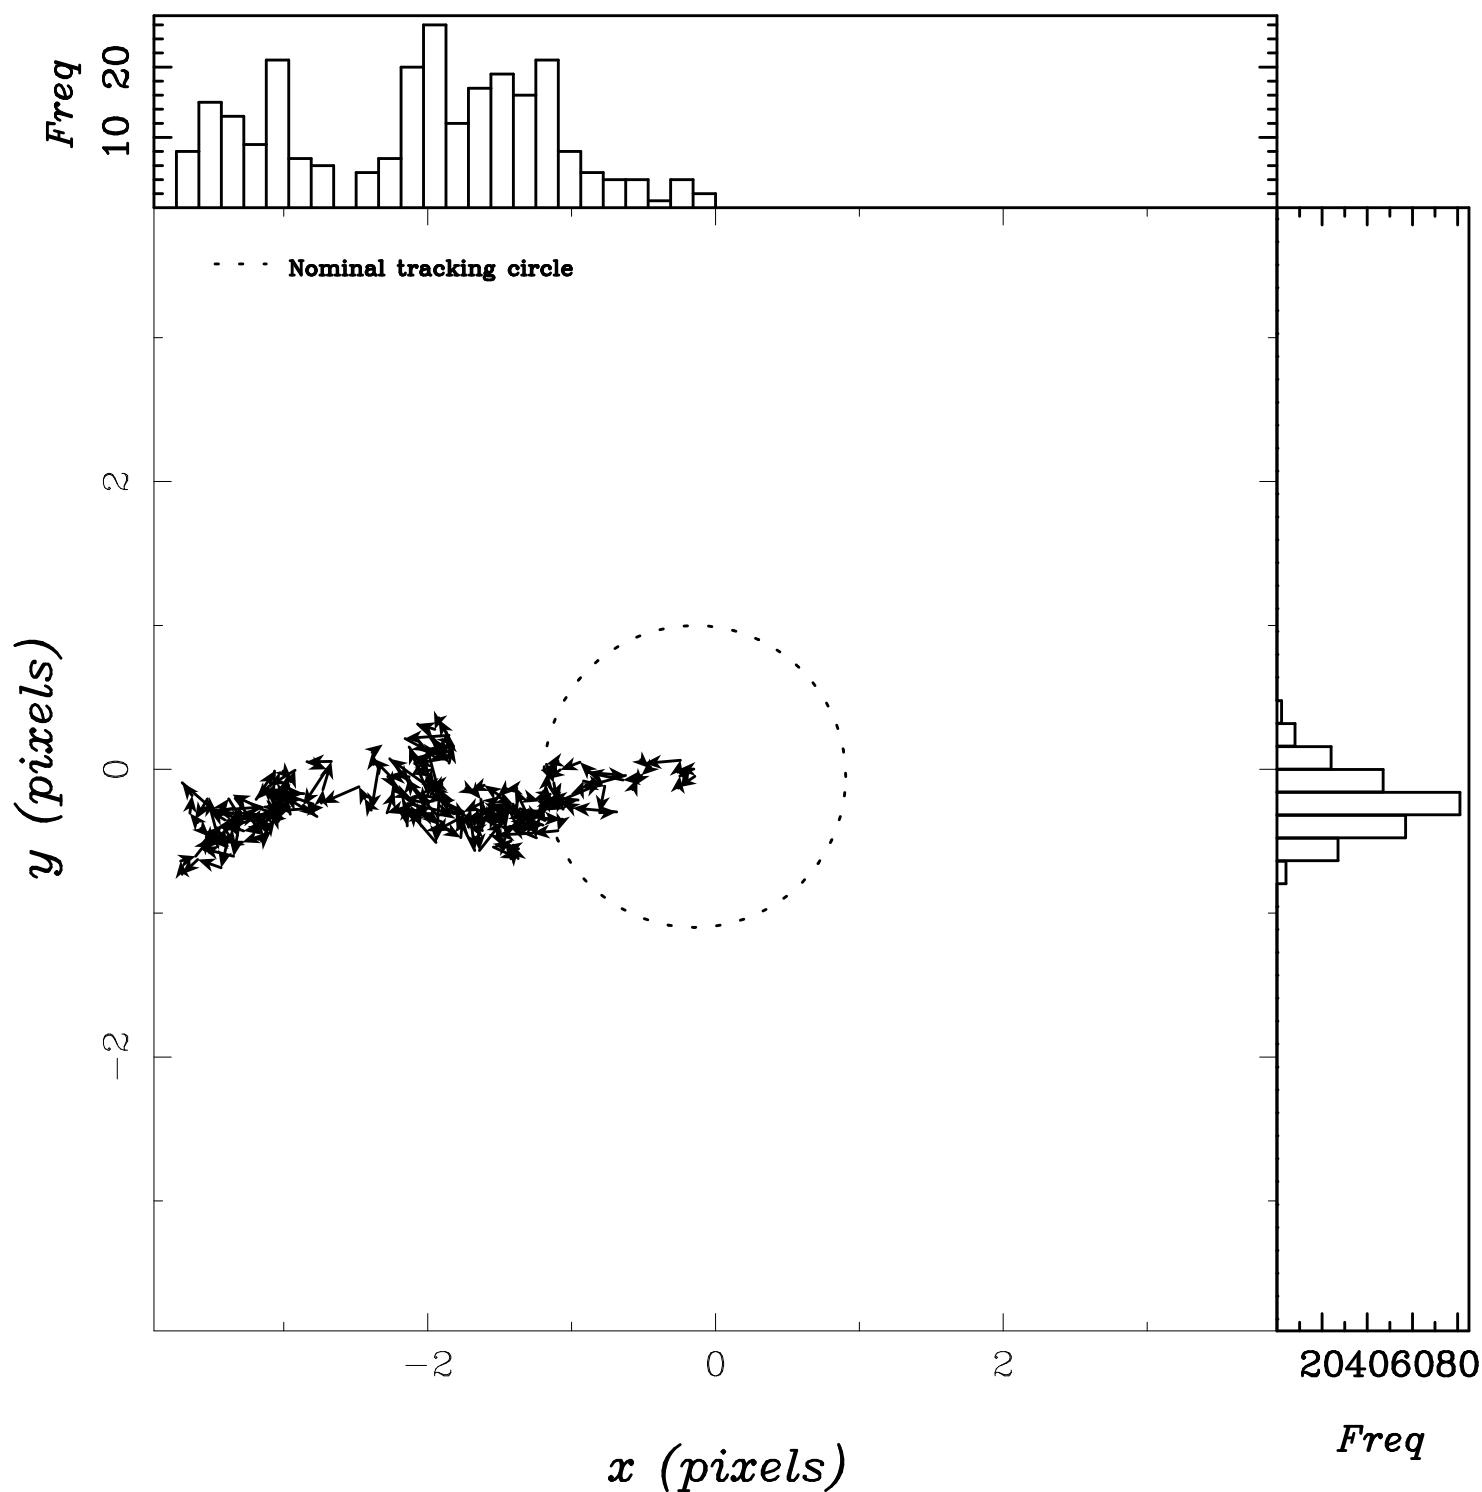 Freq
10 20
Nominal tracking circle
y (pixels)
2
0
−2
−2 0 2
20406080
x (pixels)
Freq